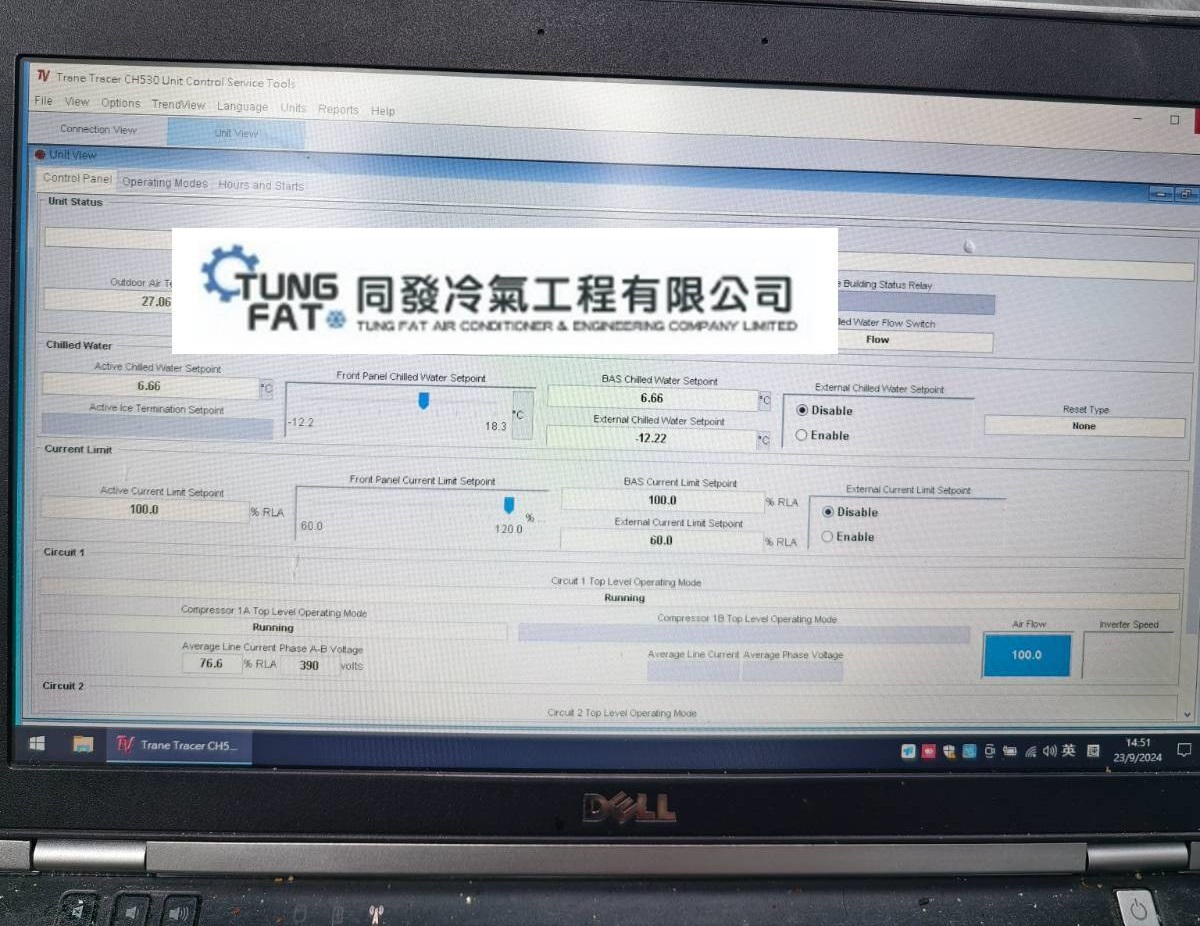 Trane Tracer CH530 Unit Control Service Tools
File View Options TrendView Language Units Reports Help
Connection View Unit View
Unit View
Control Panel Operating Modes Hours and Starts
Unit Status
TUNG FAT 同發冷氣工程有限公司
TUNG FAT AIR CONDITIONER & ENGINEERING COMPANY LIMITED
Outdoor Air Te
27.06
Building Status Relay
led Water Flow Switch
Flow
Chilled Water
Active Chilled Water Setpoint
6.66 °C
Active Ice Termination Setpoint
Front Panel Chilled Water Setpoint
-12.2 18.3 °C
BAS Chilled Water Setpoint
6.66 °C
External Chilled Water Setpoint
-12.22 °C
External Chilled Water Setpoint
Disable
Enable
Reset Type
None
Current Limit
Active Current Limit Setpoint
100.0 % RLA
Front Panel Current Limit Setpoint
60.0 120.0 %
BAS Current Limit Setpoint
100.0 % RLA
External Current Limit Setpoint
60.0 % RLA
External Current Limit Setpoint
Disable
Enable
Circuit 1
Circuit 1 Top Level Operating Mode
Running
Compressor 1A Top Level Operating Mode
Running
Average Line Current Phase A-B Voltage
76.6 % RLA 390 volts
Compressor 1B Top Level Operating Mode
Average Line Current Average Phase Voltage
Air Flow Inverter Speed
100.0
Circuit 2
Circuit 2 Top Level Operating Mode
Trane Tracer CH5...
英
14:51
23/9/2024
DELL